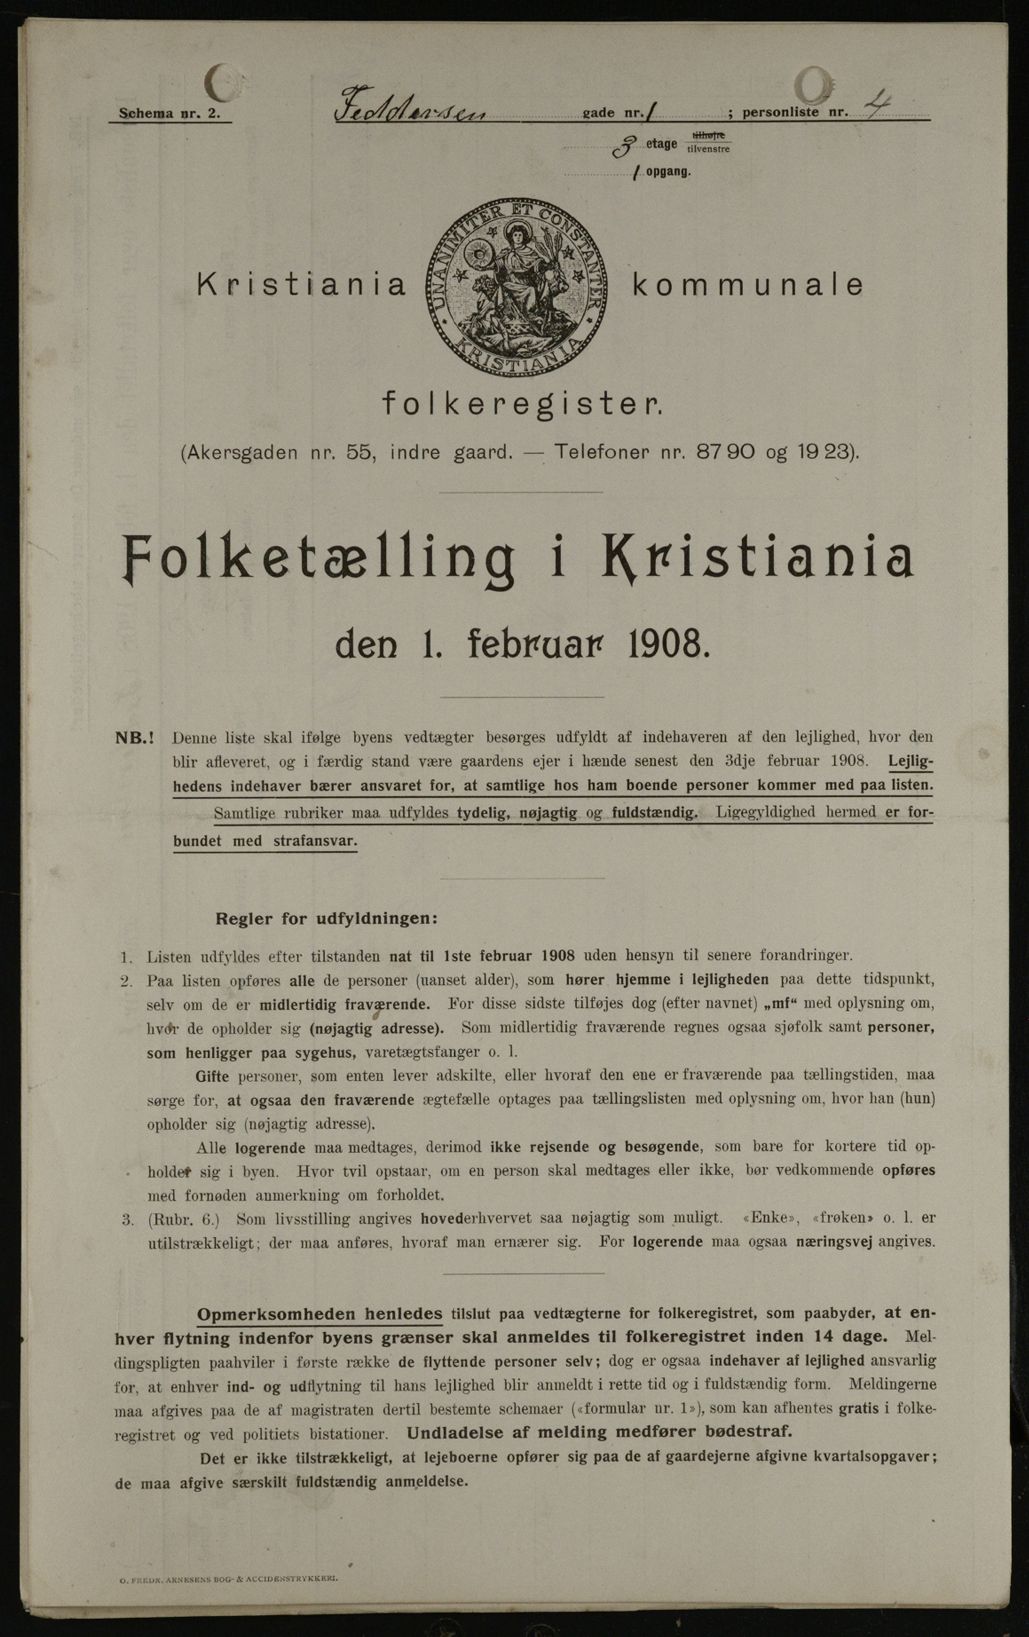 Schema nr. 2.
Feddersen gade nr. 1 ; personliste nr. 4
3 etage tilhøjre
tilvenstre
1 opgang.
UNANIMITER ET CONSTANTER
KRISTIANIA
Kristiania kommunale
folkeregister.
(Akersgaden nr. 55, indre gaard. — Telefoner nr. 8790 og 1923).
Folketælling i Kristiania
den 1. februar 1908.
NB.! Denne liste skal ifølge byens vedtægter besørges udfyldt af indehaveren af den lejlighed, hvor den
blir afleveret, og i færdig stand være gaardens ejer i hænde senest den 3dje februar 1908. Lejlig-
hedens indehaver bærer ansvaret for, at samtlige hos ham boende personer kommer med paa listen.
Samtlige rubriker maa udfyldes tydelig, nøjagtig og fuldstændig. Ligegyldighed hermed er for-
bundet med strafansvar.
Regler for udfyldningen:
1. Listen udfyldes efter tilstanden nat til 1ste februar 1908 uden hensyn til senere forandringer.
2. Paa listen opføres alle de personer (uanset alder), som hører hjemme i lejligheden paa dette tidspunkt,
selv om de er midlertidig fraværende. For disse sidste tilføjes dog (efter navnet) „mf“ med oplysning om,
hvor de opholder sig (nøjagtig adresse). Som midlertidig fraværende regnes ogsaa sjøfolk samt personer,
som henligger paa sygehus, varetægtsfanger o. l.
Gifte personer, som enten lever adskilte, eller hvoraf den ene er fraværende paa tællingstiden, maa
sørge for, at ogsaa den fraværende ægtefælle optages paa tællingslisten med oplysning om, hvor han (hun)
opholder sig (nøjagtig adresse).
Alle logerende maa medtages, derimod ikke rejsende og besøgende, som bare for kortere tid op-
holder sig i byen. Hvor tvil opstaar, om en person skal medtages eller ikke, bør vedkommende opføres
med fornøden anmerkning om forholdet.
3. (Rubr. 6.) Som livsstilling angives hovederhvervet saa nøjagtig som muligt. «Enke», «frøken» o. l. er
utilstrækkeligt; der maa anføres, hvoraf man ernærer sig. For logerende maa ogsaa næringsvej angives.
Opmerksomheden henledes tilslut paa vedtægterne for folkeregistret, som paabyder, at en-
hver flytning indenfor byens grænser skal anmeldes til folkeregistret inden 14 dage. Mel-
dingspligten paahviler i første række de flyttende personer selv; dog er ogsaa indehaver af lejlighed ansvarlig
for, at enhver ind- og udflytning til hans lejlighed blir anmeldt i rette tid og i fuldstændig form. Meldingerne
maa afgives paa de af magistraten dertil bestemte schemaer («formular nr. 1»), som kan afhentes gratis i folke-
registret og ved politiets bistationer. Undladelse af melding medfører bødestraf.
Det er ikke tilstrækkeligt, at lejeboerne opfører sig paa de af gaardejerne afgivne kvartalsopgaver;
de maa afgive særskilt fuldstændig anmeldelse.
O. FREDR. ARNESENS BOG- & ACCIDENSTRYKKERI.